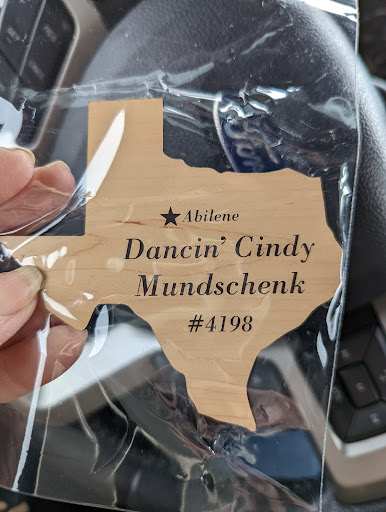 ★ Abilene
Dancin' Cindy
Mundschenk
#4198